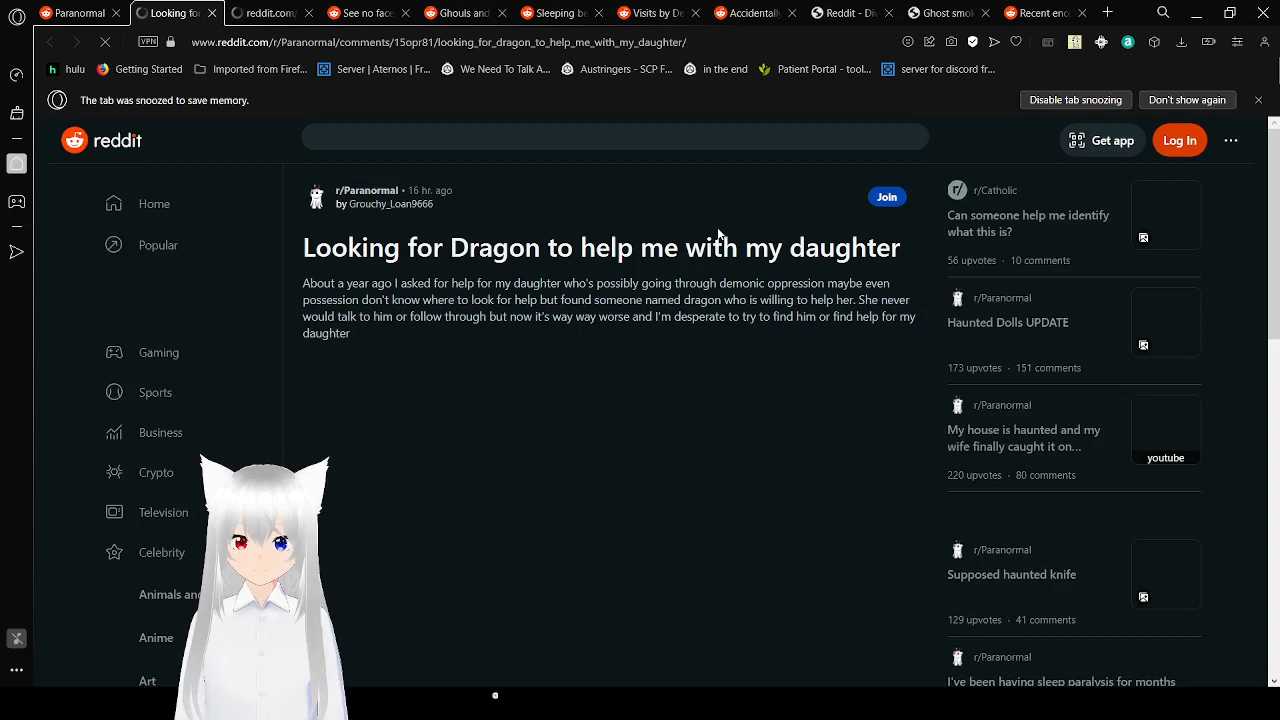 Paranormal
Looking for
reddit.com/
See no face
Ghouls and
Sleeping be
Visits by De
Accidentally
Reddit - Div
Ghost smok
Recent enc
VPN
www.reddit.com/r/Paranormal/comments/15opr81/looking_for_dragon_to_help_me_with_my_daughter/
hulu
Getting Started
Imported from Firef...
Server | Aternos | Fr...
We Need To Talk A...
Austringers - SCP F...
in the end
Patient Portal - tool...
server for discord fr...
The tab was snoozed to save memory.
Disable tab snoozing
Don't show again
reddit
Get app
Log In
Home
Popular
Gaming
Sports
Business
Crypto
Television
Celebrity
Animals an
Anime
Art
r/Paranormal • 16 hr. ago
by Grouchy_Loan9666
Join
Looking for Dragon to help me with my daughter
About a year ago I asked for help for my daughter who's possibly going through demonic oppression maybe even
possession don't know where to look for help but found someone named dragon who is willing to help her. She never
would talk to him or follow through but now it's way way worse and I'm desperate to try to find him or find help for my
daughter
r/Catholic
Can someone help me identify
what this is?
56 upvotes · 10 comments
r/Paranormal
Haunted Dolls UPDATE
173 upvotes · 151 comments
r/Paranormal
My house is haunted and my
wife finally caught it on...
youtube
220 upvotes · 80 comments
r/Paranormal
Supposed haunted knife
129 upvotes · 41 comments
r/Paranormal
I've been having sleep paralysis for months